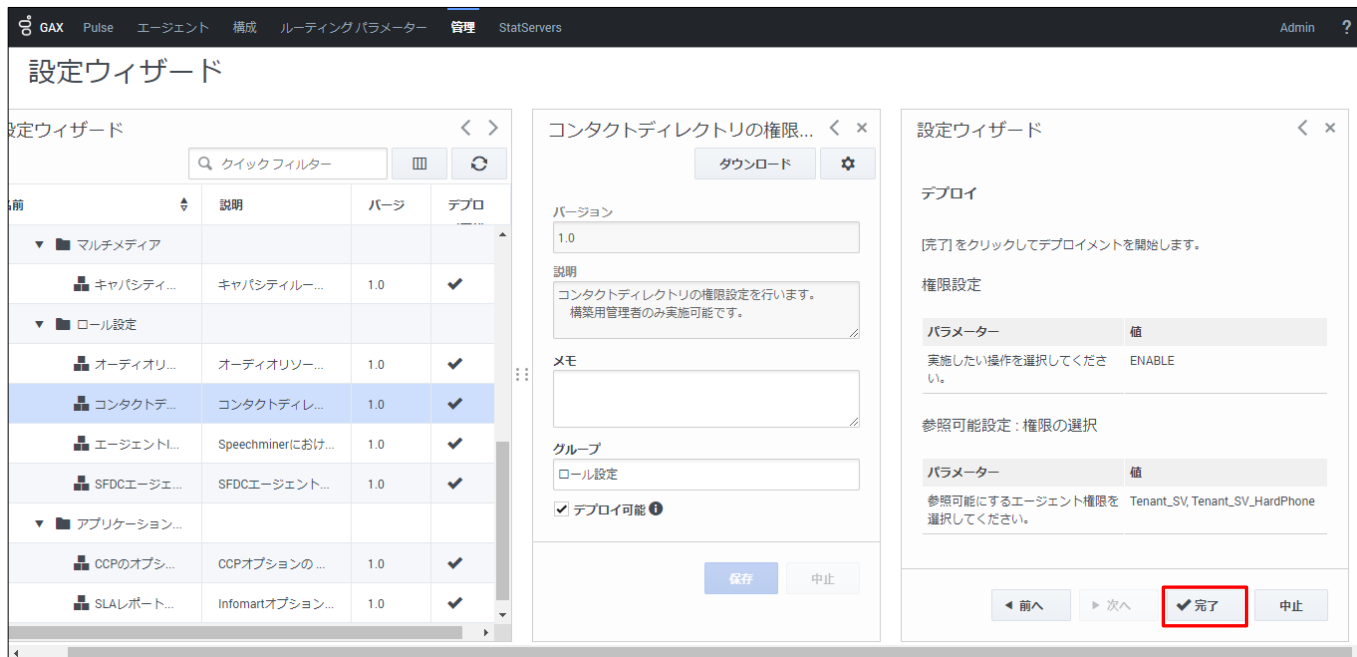 GAX Pulse エージェント 構成 ルーティング パラメーター 管理 StatServers Admin ?
設定ウィザード
設定ウィザード
クイック フィルター
名前 説明 バージ デプロ
マルチメディア
キャパシティ... キャパシティルー... 1.0
ロール設定
オーディオリ... オーディオリソー... 1.0
コンタクトデ... コンタクトディレ... 1.0
エージェントI... Speechminerにおけ... 1.0
SFDCエージェ... SFDCエージェント... 1.0
アプリケーション...
CCPのオプシ... CCPオプションの ... 1.0
SLAレポート... Infomartオプション... 1.0
コンタクトディレクトリの権限...
ダウンロード
バージョン
1.0
説明
コンタクトディレクトリの権限設定を行います。
構築用管理者のみ実施可能です。
メモ
グループ
ロール設定
デプロイ可能
保存 中止
設定ウィザード
デプロイ
[完了] をクリックしてデプロイメントを開始します。
権限設定
パラメーター 値
実施したい操作を選択してくださ ENABLE
い。
参照可能設定 : 権限の選択
パラメーター 値
参照可能にするエージェント権限を Tenant_SV, Tenant_SV_HardPhone
選択してください。
前へ 次へ 完了 中止